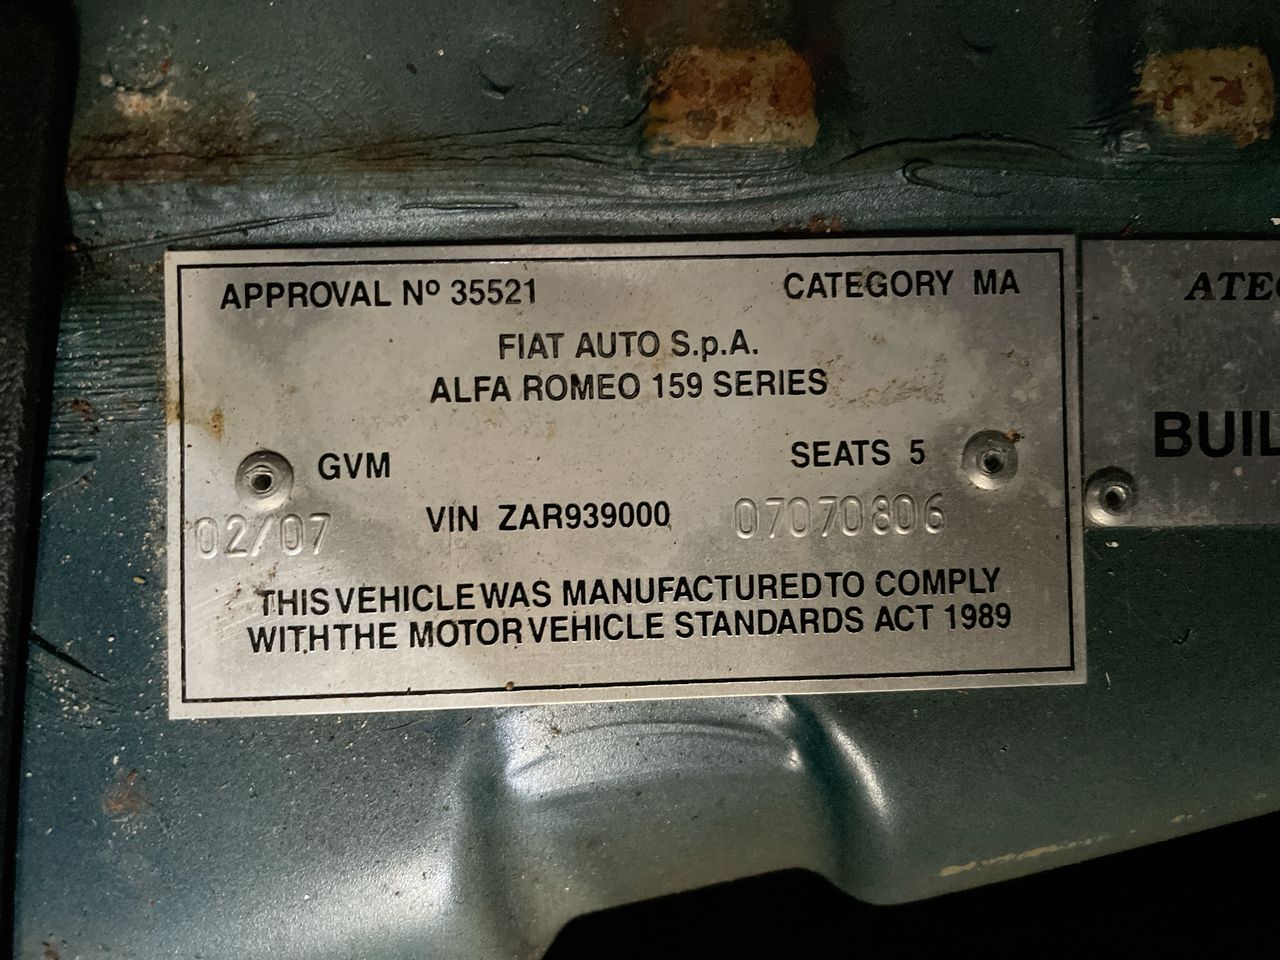 APPROVAL Nº 35521 CATEGORY MA
FIAT AUTO S.p.A.
ALFA ROMEO 159 SERIES
GVM SEATS 5
02/07 VIN ZAR939000 07070806
THIS VEHICLE WAS MANUFACTURED TO COMPLY
WITH THE MOTOR VEHICLE STANDARDS ACT 1989